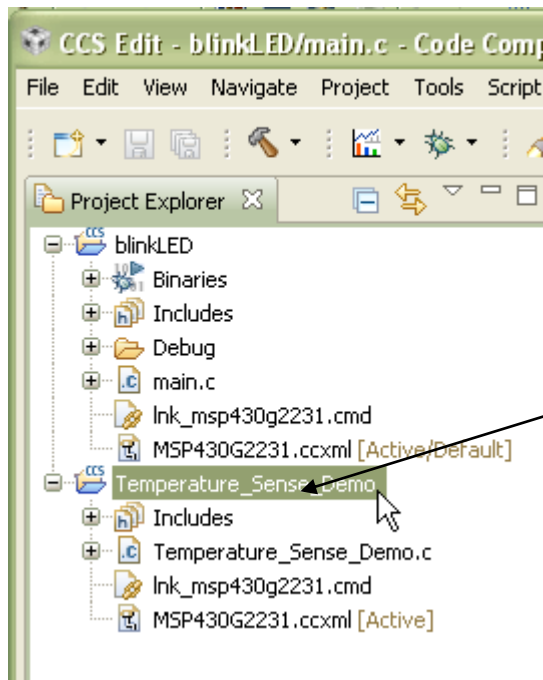 CCS Edit - blinkLED/main.c - Code Comp
File Edit View Navigate Project Tools Script
Project Explorer
blinkLED
Binaries
Includes
Debug
main.c
lnk_msp430g2231.cmd
MSP430G2231.ccxml [Active/Default]
Temperature_Sense_Demo
Includes
Temperature_Sense_Demo.c
lnk_msp430g2231.cmd
MSP430G2231.ccxml [Active]